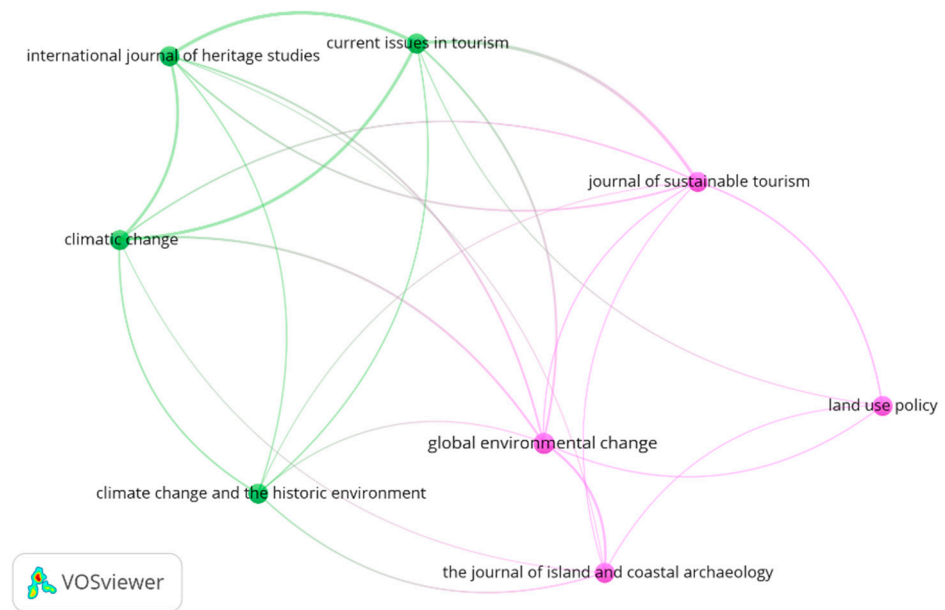 international journal of heritage studies
current issues in tourism
journal of sustainable tourism
climatic change
land use policy
global environmental change
climate change and the historic environment
the journal of island and coastal archaeology
VOSviewer